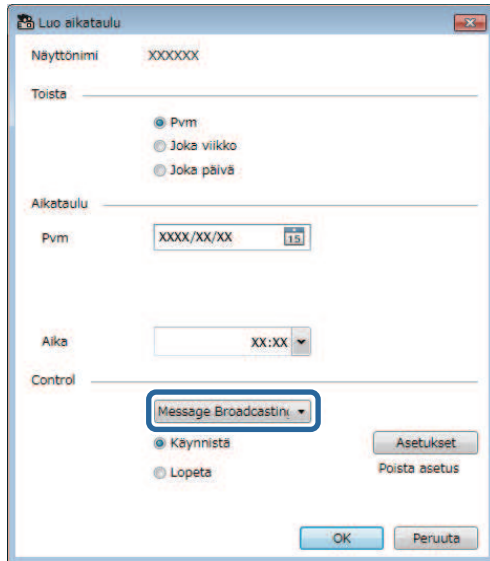 Luo aikataulu
Näyttönimi XXXXXX
Toista
Pvm
Joka viikko
Joka päivä
Aikataulu
Pvm XXXX/XX/XX 15
Aika XX:XX
Control
Message Broadcasting
Käynnistä Asetukset
Lopeta Poista asetus
OK Peruuta